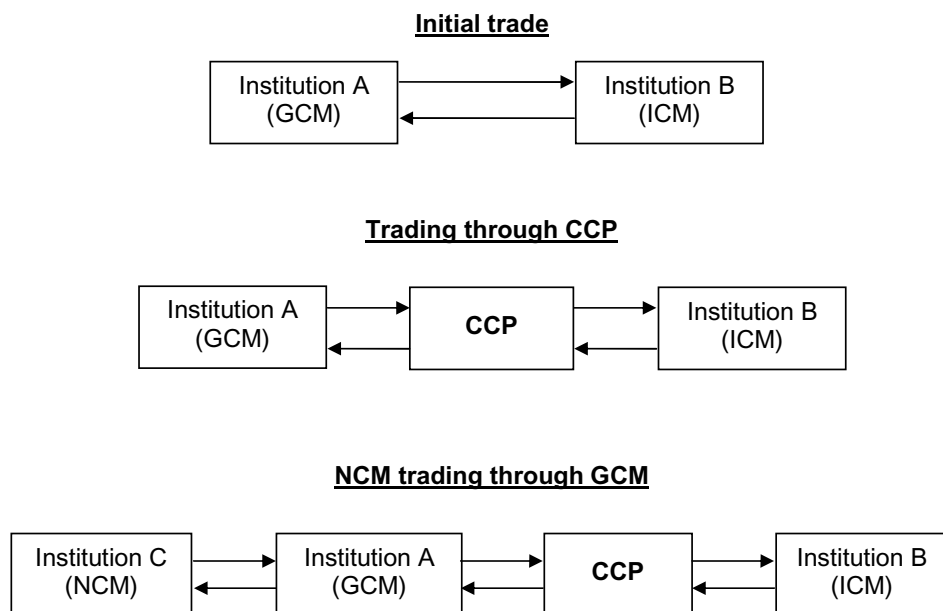 Initial trade
Institution A
(GCM)
Institution B
(ICM)
Trading through CCP
Institution A
(GCM)
CCP
Institution B
(ICM)
NCM trading through GCM
Institution C
(NCM)
Institution A
(GCM)
CCP
Institution B
(ICM)